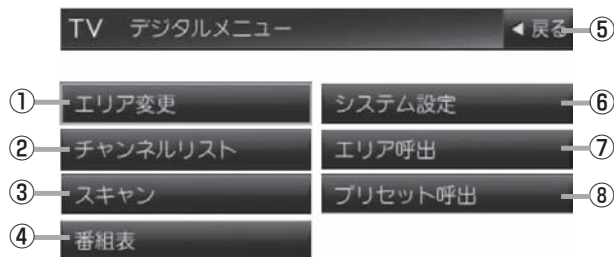 TV デジタルメニュー
◀ 戻る ⑤
① エリア変更
システム設定 ⑥
② チャンネルリスト
エリア呼出 ⑦
③ スキャン
プリセット呼出 ⑧
④ 番組表